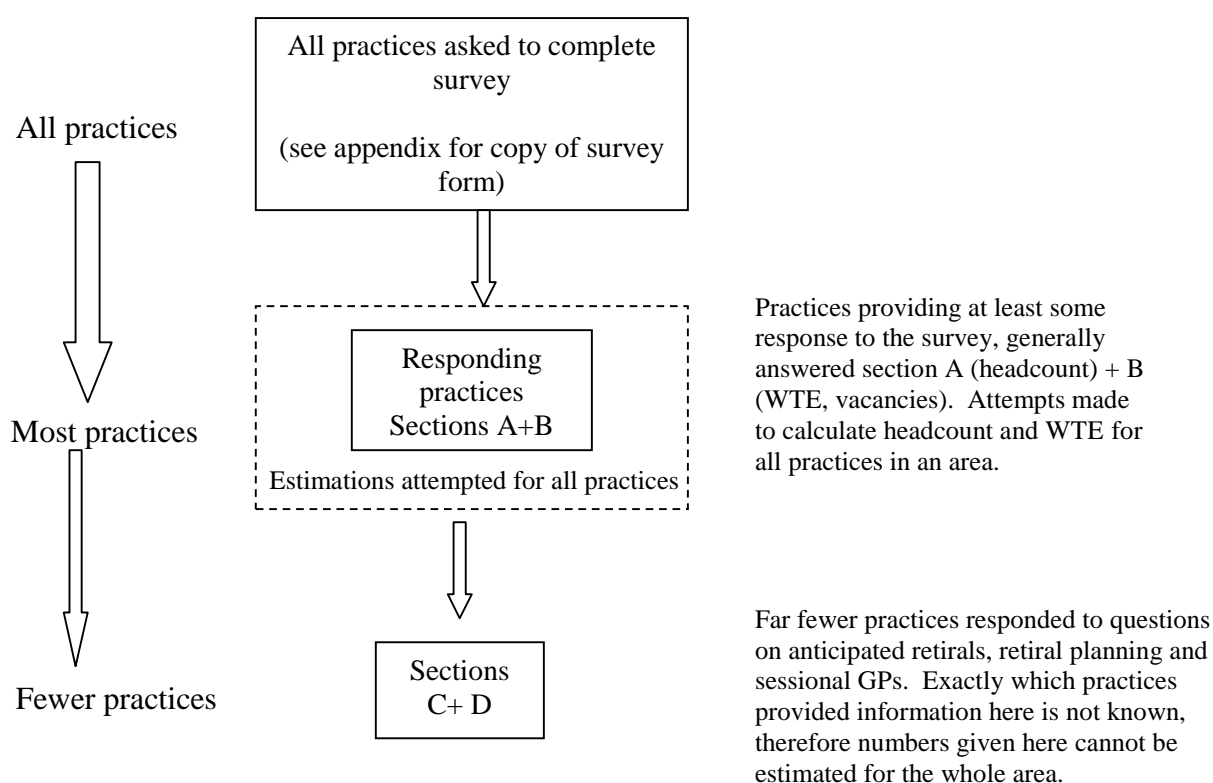 All practices asked to complete
survey
(see appendix for copy of survey
form)
All practices
Most practices
Fewer practices
Responding
practices
Sections A+B
Estimations attempted for all practices
Practices providing at least some
response to the survey, generally
answered section A (headcount) + B
(WTE, vacancies).  Attempts made
to calculate headcount and WTE for
all practices in an area.
Sections
C+ D
Far fewer practices responded to questions
on anticipated retirals, retiral planning and
sessional GPs.  Exactly which practices
provided information here is not known,
therefore numbers given here cannot be
estimated for the whole area.